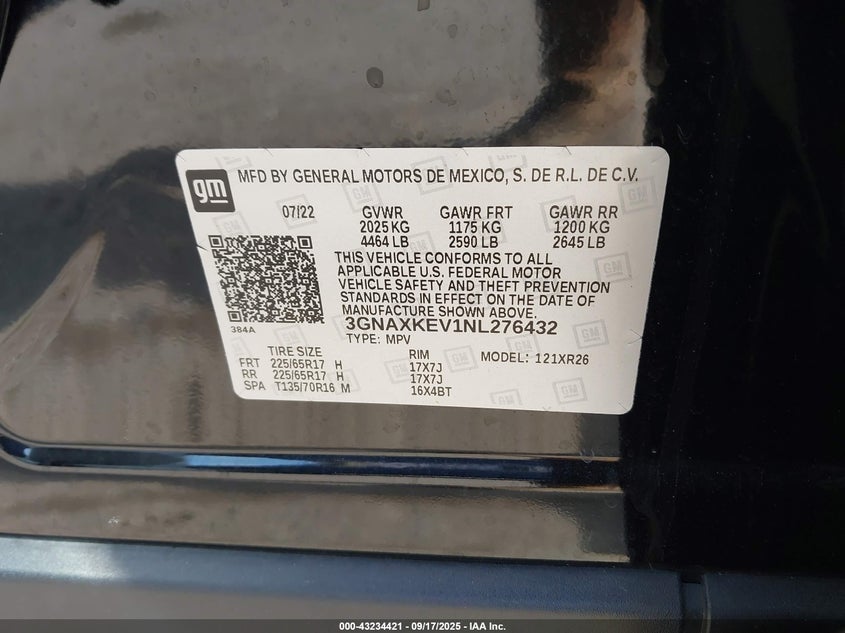 gm MFD BY GENERAL MOTORS DE MEXICO, S. DE R.L. DE C.V.
07/22 GVWR GAWR FRT GAWR RR
2025 KG 1175 KG 1200 KG
4464 LB 2590 LB 2645 LB
THIS VEHICLE CONFORMS TO ALL
APPLICABLE U.S. FEDERAL MOTOR
VEHICLE SAFETY AND THEFT PREVENTION
STANDARDS IN EFFECT ON THE DATE OF
MANUFACTURE SHOWN ABOVE.
384A 3GNAXKEV1NL276432
TYPE: MPV
TIRE SIZE RIM MODEL: 121XR26
FRT 225/65R17 H 17X7J
RR 225/65R17 H 17X7J
SPA T135/70R16 M 16X4BT
000-43234421 - 09/17/2025 - IAA Inc.